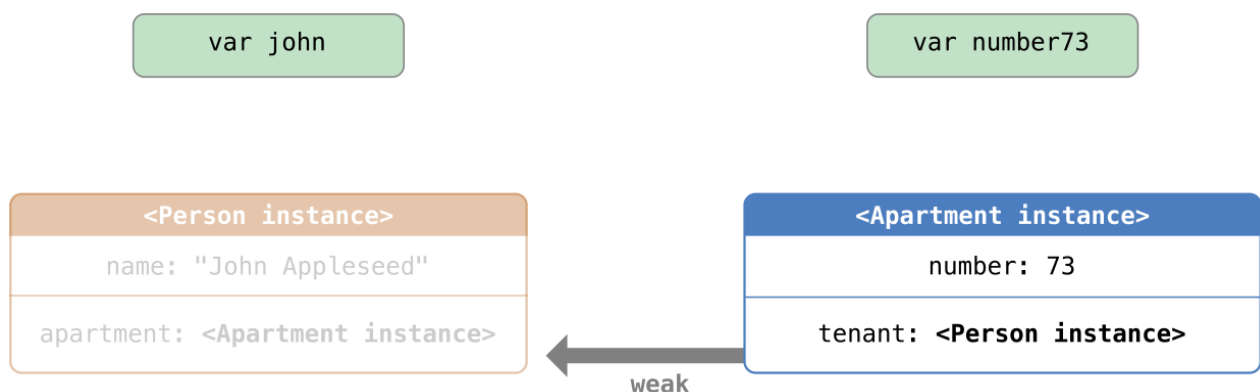 var john
var number73
<Person instance>
name: "John Appleseed"
apartment: <Apartment instance>
<Apartment instance>
number: 73
tenant: <Person instance>
weak